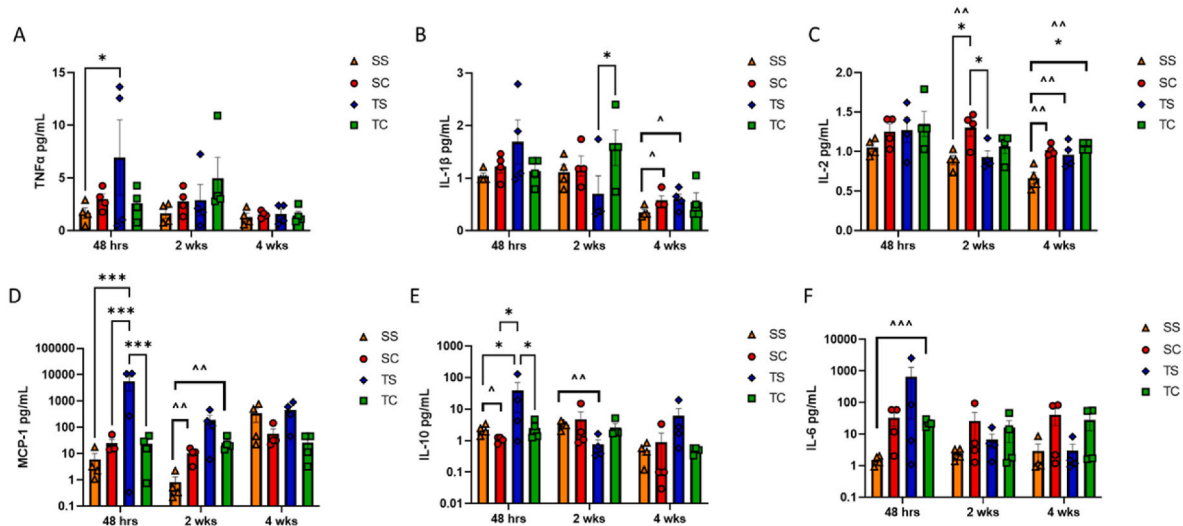 A
TNFα pg/mL
15
10
5
0
*
48 hrs 2 wks 4 wks
SS
SC
TS
TC
B
IL-1β pg/mL
3
2
1
0
*
^
^
48 hrs 2 wks 4 wks
SS
SC
TS
TC
C
IL-2 pg/mL
2.0
1.5
1.0
0.5
0.0
^^
*
*
^^
*
^^
^^
48 hrs 2 wks 4 wks
SS
SC
TS
TC
D
MCP-1 pg/mL
100000
10000
1000
100
10
1
0.1
***
***
***
^^
^^
48 hrs 2 wks 4 wks
SS
SC
TS
TC
E
IL-10 pg/mL
1000
100
10
1
0.1
0.01
*
*
*
^
^^
48 hrs 2 wks 4 wks
SS
SC
TS
TC
F
IL-6 pg/mL
10000
1000
100
10
1
0.1
^^^
48 hrs 2 wks 4 wks
SS
SC
TS
TC